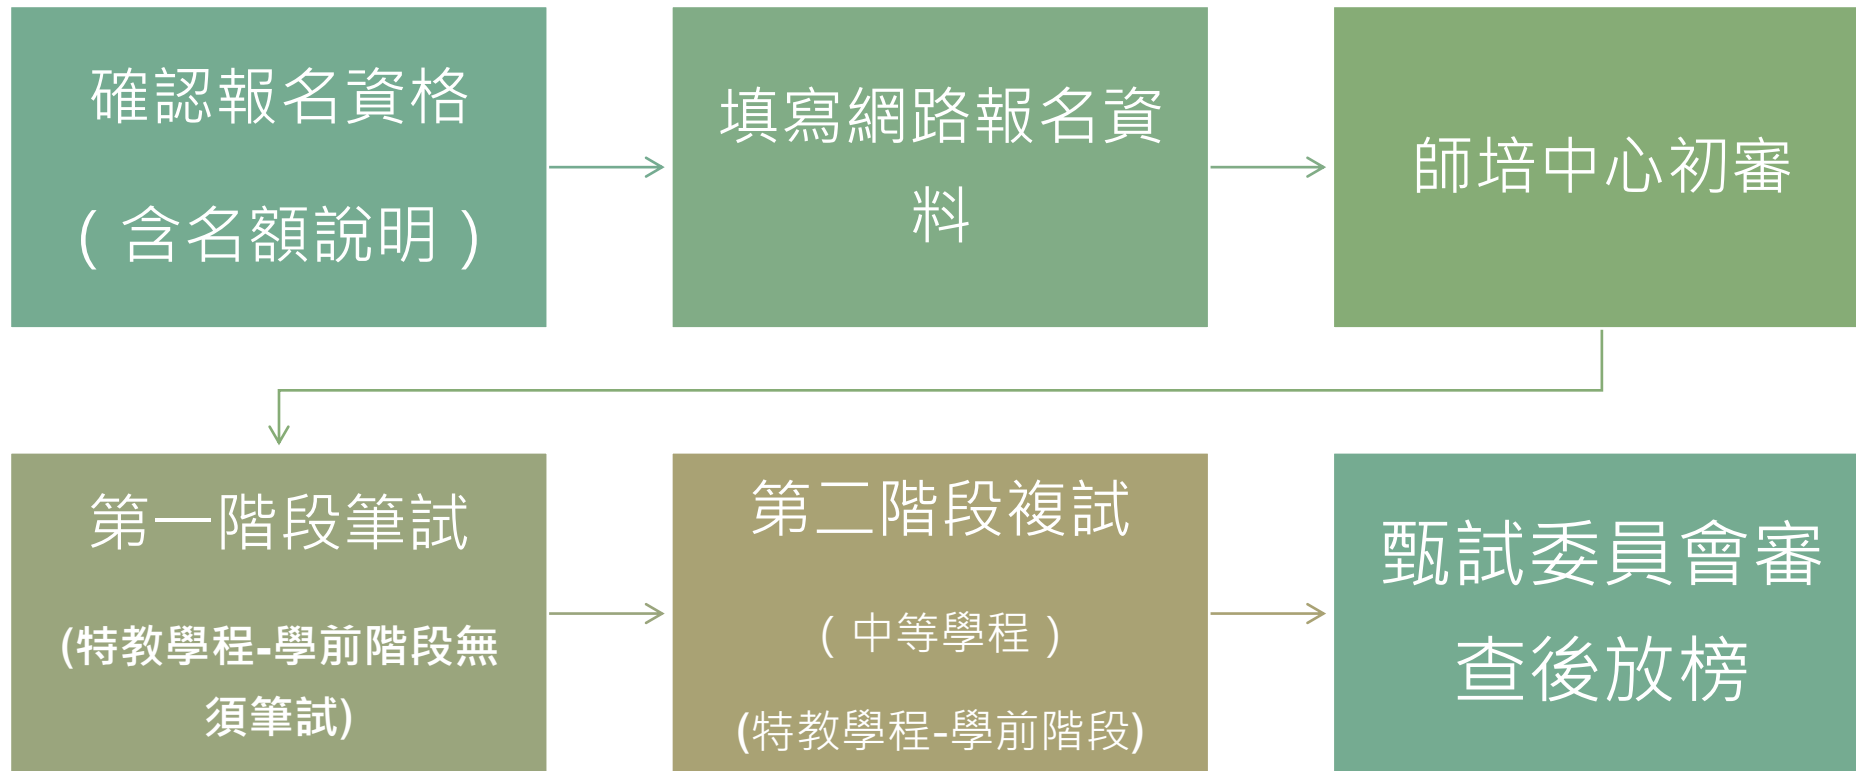 確認報名資格
( 含名額說明 )
填寫網路報名資
料
師培中心初審
第一階段筆試
(特教學程-學前階段無
須筆試)
第二階段複試
( 中等學程 )
(特教學程-學前階段)
甄試委員會審
查後放榜